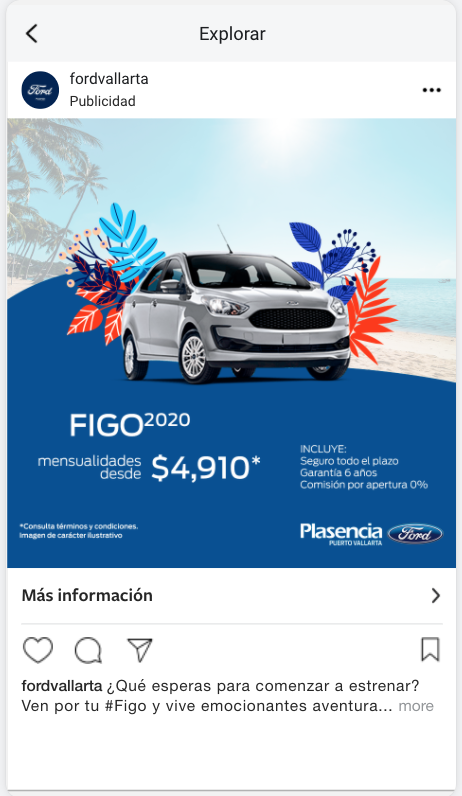 Explorar
fordvallarta
Publicidad
Ford
FIGO2020
mensualidades
desde $4,910*
INCLUYE:
Seguro todo el plazo
Garantía 6 años
Comisión por apertura 0%
*Consulta términos y condiciones.
Imagen de carácter ilustrativo
Plasencia
PUERTO VALLARTA
Ford
Más información
fordvallarta ¿Qué esperas para comenzar a estrenar?
Ven por tu #Figo y vive emocionantes aventura... more